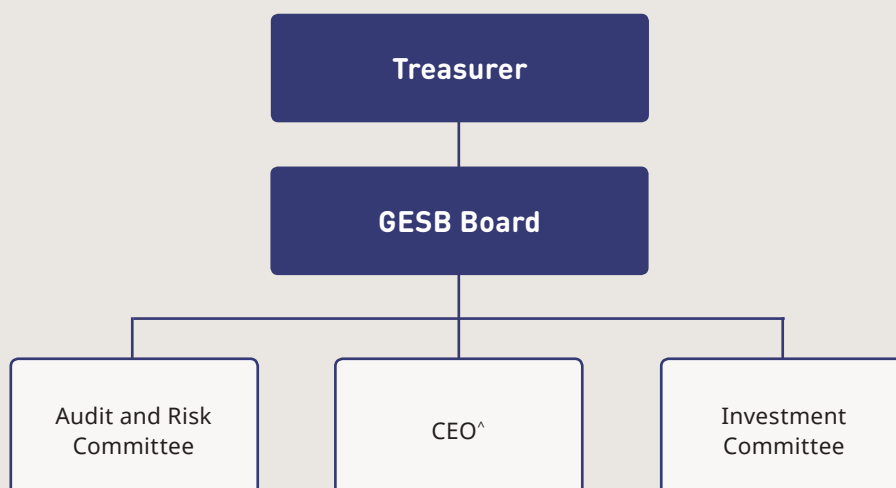 Treasurer
GESB Board
Audit and Risk
Committee
CEO^
Investment
Committee